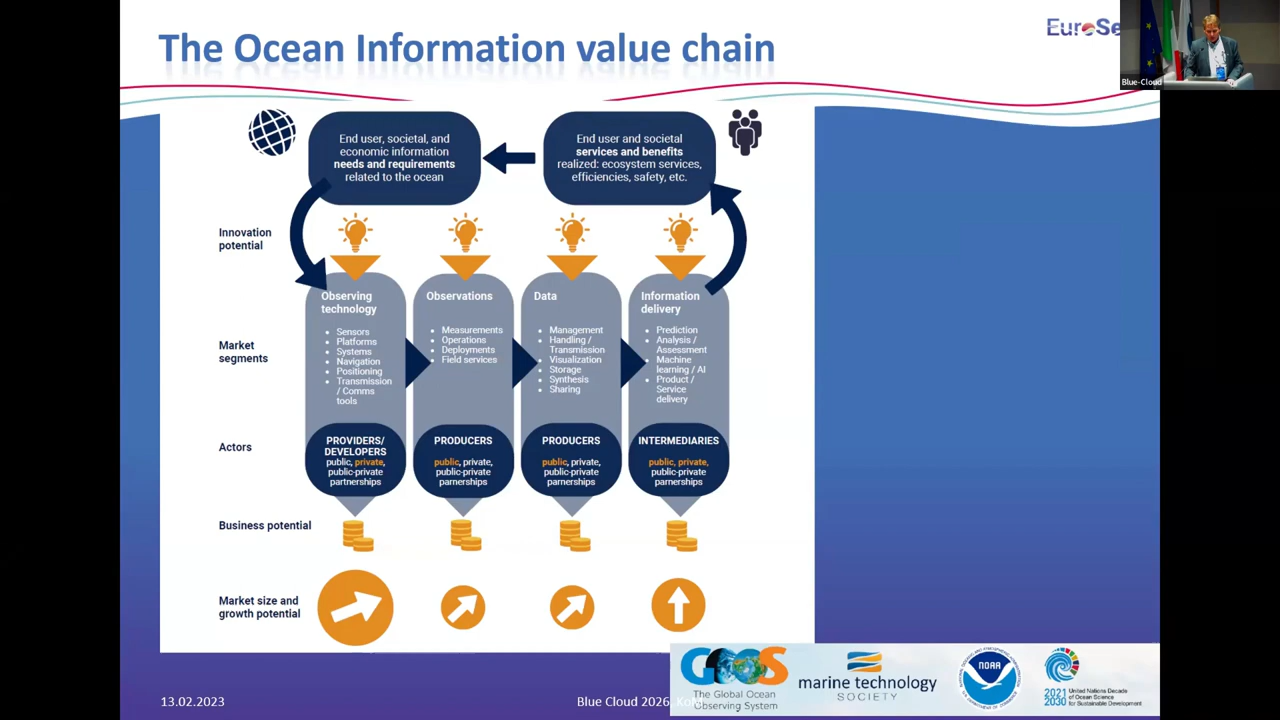 The Ocean Information value chain
EuroSe
Blue-Cloud
End user, societal, and
economic information
needs and requirements
related to the ocean
End user and societal
services and benefits
realized: ecosystem services,
efficiencies, safety, etc.
Innovation
potential
Market
segments
Observing
technology
• Sensors
• Platforms
• Systems
• Navigation
• Positioning
• Transmission
/ Comms
tools
Observations
• Measurements
• Operations
• Deployments
• Field services
Data
• Management
• Handling /
Transmission
• Visualization
• Storage
• Synthesis
• Sharing
Information
delivery
• Prediction
• Analysis /
Assessment
• Machine
learning / AI
• Product /
Service
delivery
Actors
PROVIDERS/
DEVELOPERS
public, private,
public-private
partnerships
PRODUCERS
public, private,
public-private
parnerships
PRODUCERS
public, private,
public-private
parnerships
INTERMEDIARIES
public, private,
public-private
parnerships
Business potential
Market size and
growth potential
13.02.2023
Blue Cloud 2026,
GOOS
The Global Ocean
Observing System
marine technology
SOCIETY
NOAA
2021
2030
United Nations Decade
of Ocean Science
for Sustainable Development